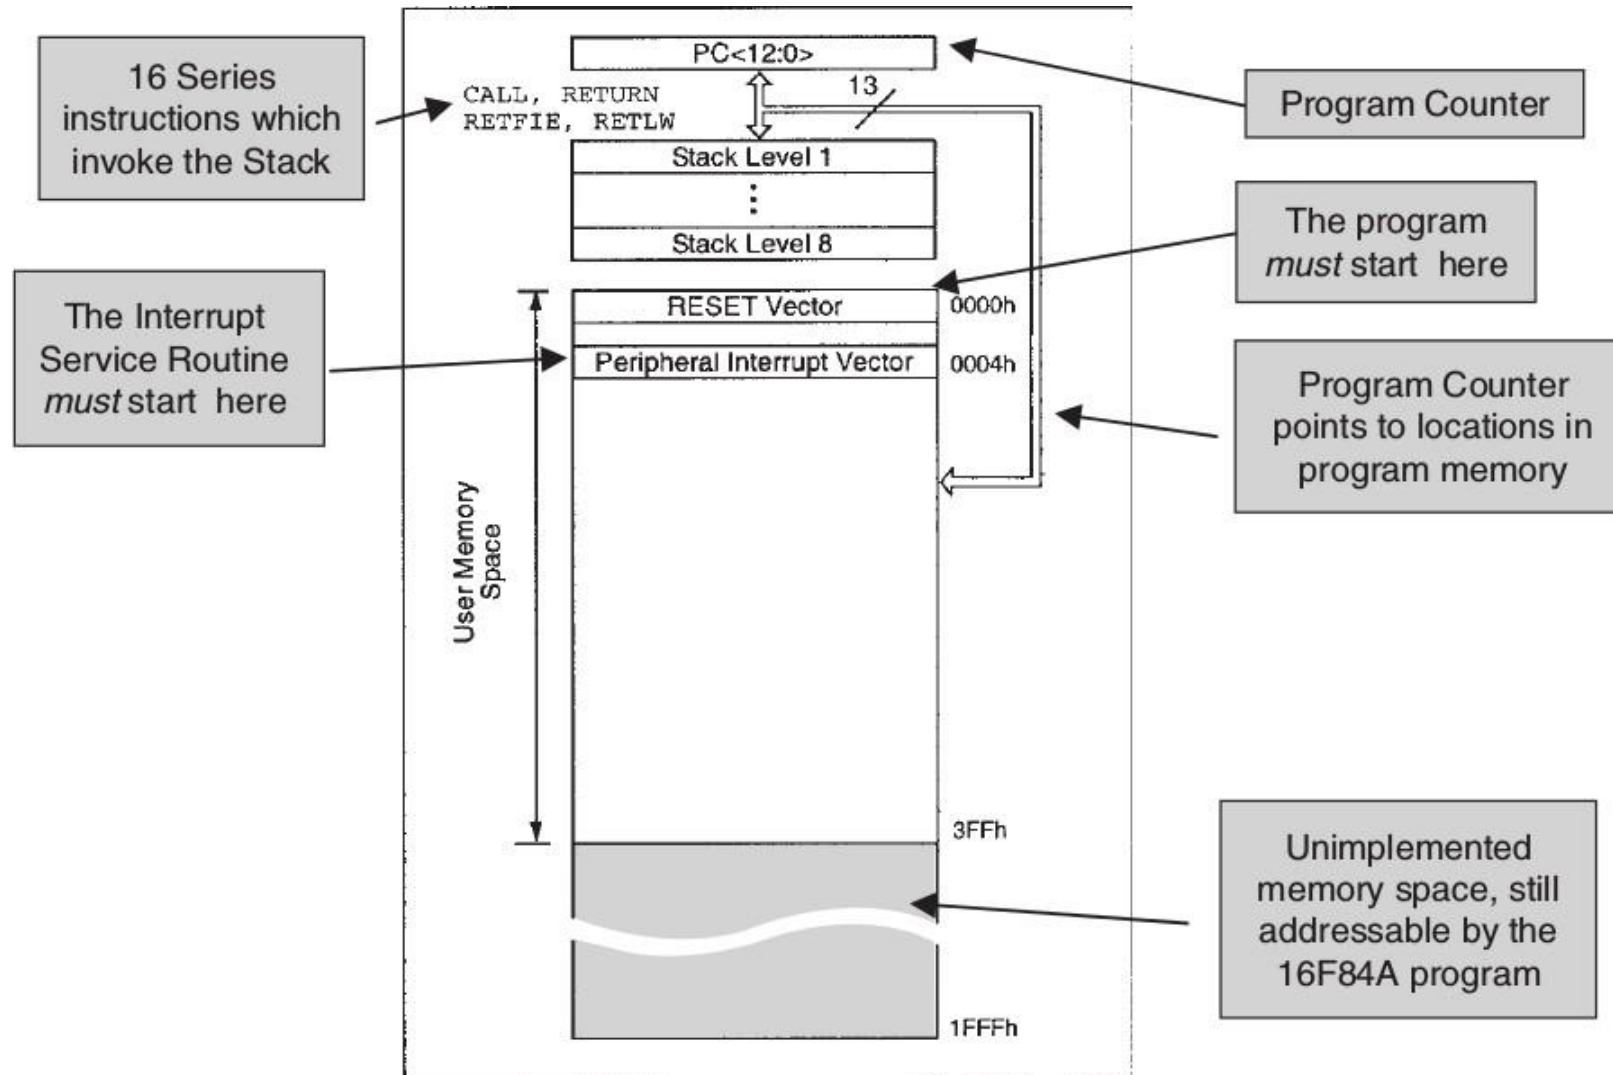 16 Series
instructions which
invoke the Stack
CALL, RETURN
RETFIE, RETLW
PC<12:0>
13
Program Counter
Stack Level 1
Stack Level 8
The program
must start here
The Interrupt
Service Routine
must start here
RESET Vector
0000h
Peripheral Interrupt Vector
0004h
Program Counter
points to locations in
program memory
User Memory
Space
3FFh
Unimplemented
memory space, still
addressable by the
16F84A program
1FFFh